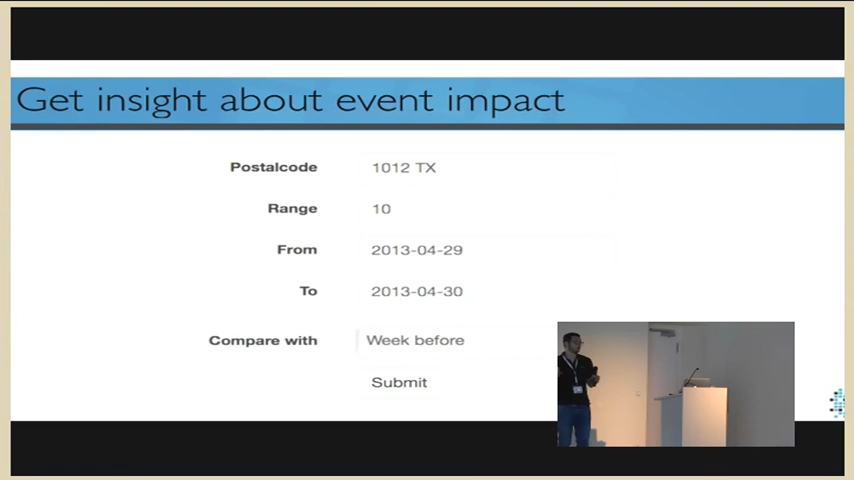 Get insight about event impact
Postalcode 1012 TX
Range 10
From 2013-04-29
To 2013-04-30
Compare with Week before
Submit